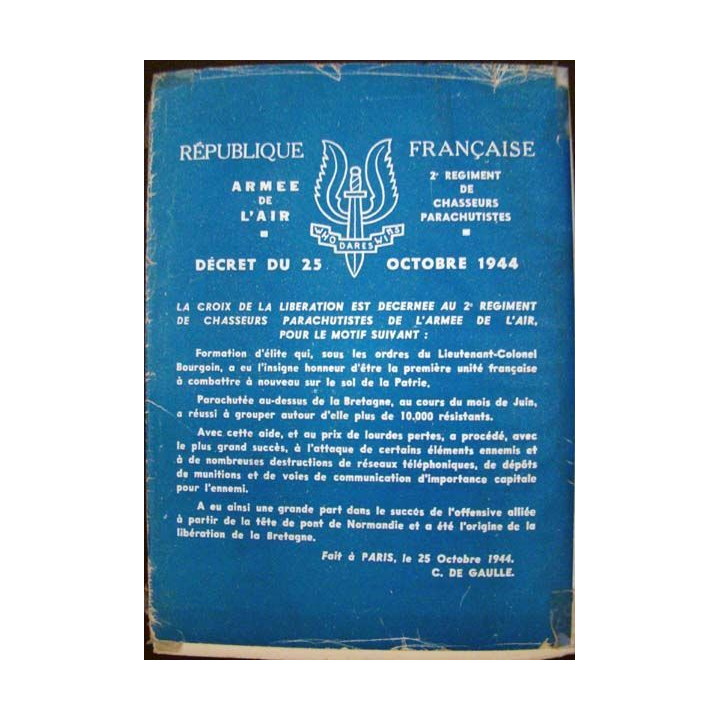 RÉPUBLIQUE FRANÇAISE
ARMEE
DE
L'AIR
2e REGIMENT
DE
CHASSEURS
PARACHUTISTES
WHO DARES WINS
DÉCRET DU 25 OCTOBRE 1944
LA CROIX DE LA LIBERATION EST DECERNEE AU 2e REGIMENT
DE CHASSEURS PARACHUTISTES DE L'ARMEE DE L'AIR,
POUR LE MOTIF SUIVANT :
Formation d'élite qui, sous les ordres du Lieutenant-Colonel
Bourgoin, a eu l'insigne honneur d'être la première unité française
à combattre à nouveau sur le sol de la Patrie.
Parachutée au-dessus de la Bretagne, au cours du mois de Juin,
a réussi à grouper autour d'elle plus de 10.000 résistants.
Avec cette aide, et au prix de lourdes pertes, a procédé, avec
le plus grand succès, à l'attaque de certains éléments ennemis et
à de nombreuses destructions de réseaux téléphoniques, de dépôts
de munitions et de voies de communication d'importance capitale
pour l'ennemi.
A eu ainsi une grande part dans le succés de l'offensive alliée
à partir de la tête de pont de Normandie et a été l'origine de la
libération de la Bretagne.
Fait à PARIS, le 25 Octobre 1944.
C. DE GAULLE.